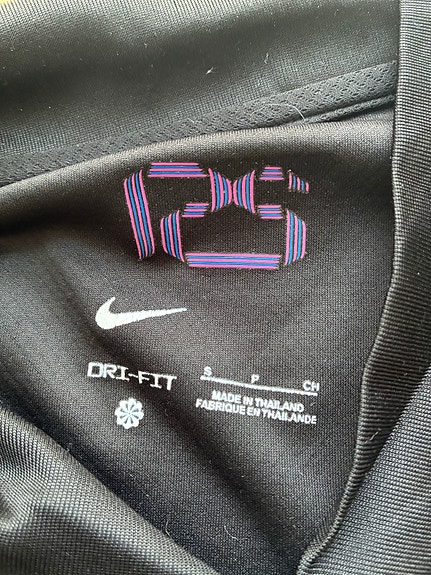 DRI-FIT
S P CH
MADE IN THAILAND
FABRIQUE EN THAILANDE